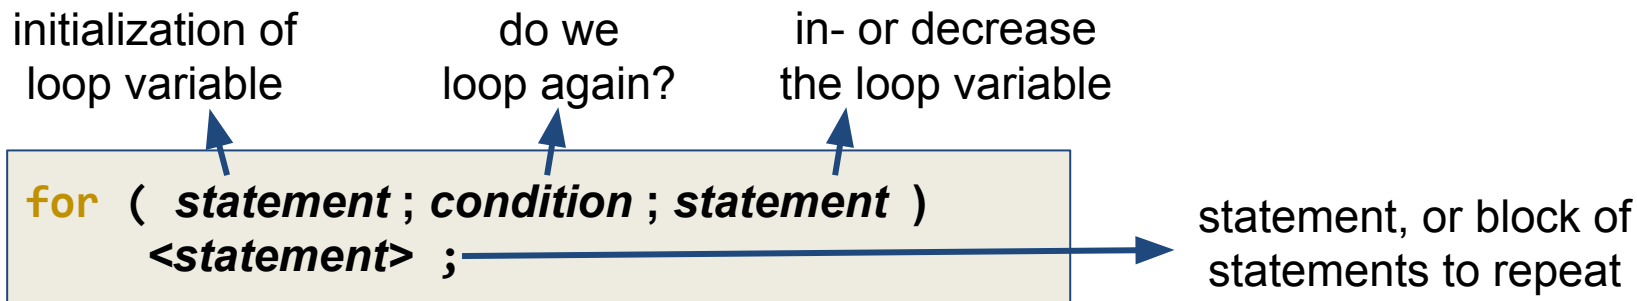 initialization of
loop variable
do we
loop again?
in- or decrease
the loop variable
for ( statement ; condition ; statement )
<statement> ;
statement, or block of
statements to repeat